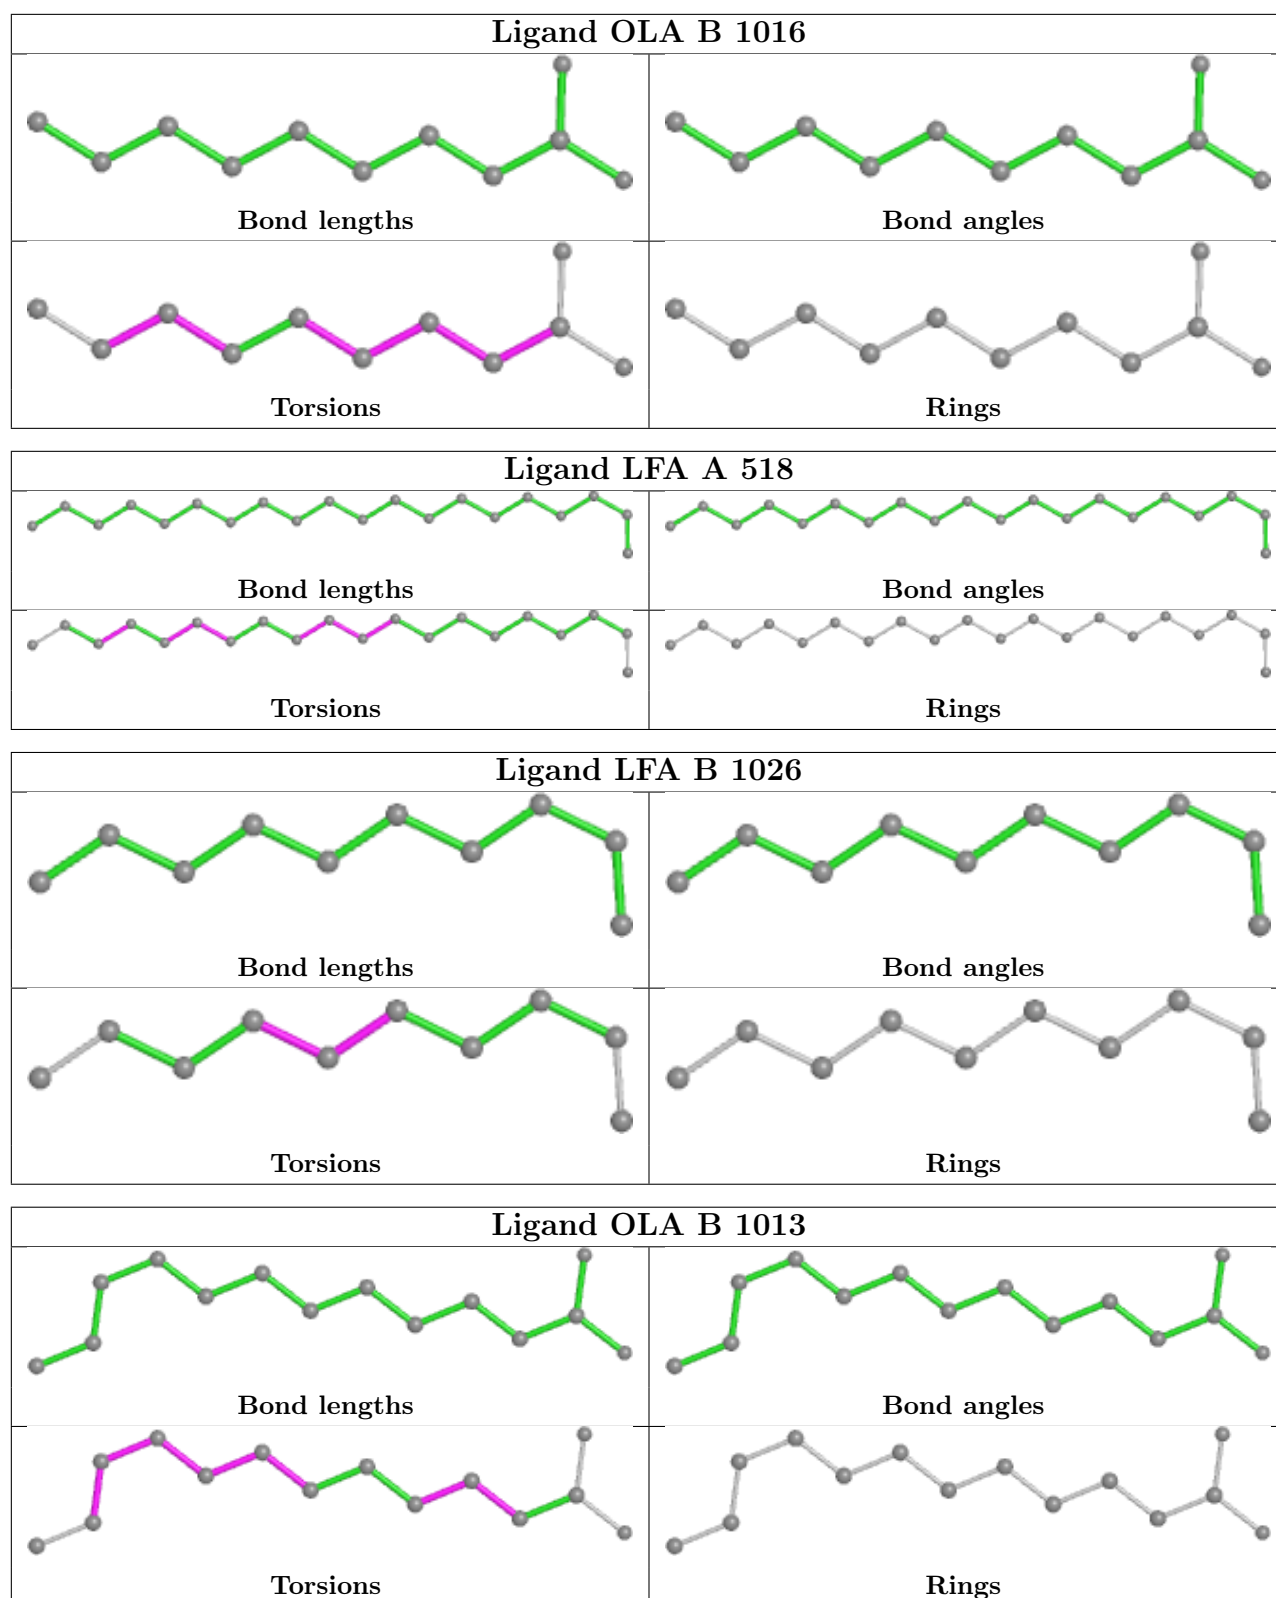 Ligand OLA B 1016
Bond lengths
Bond angles
Torsions
Rings
Ligand LFA A 518
Bond lengths
Bond angles
Torsions
Rings
Ligand LFA B 1026
Bond lengths
Bond angles
Torsions
Rings
Ligand OLA B 1013
Bond lengths
Bond angles
Torsions
Rings